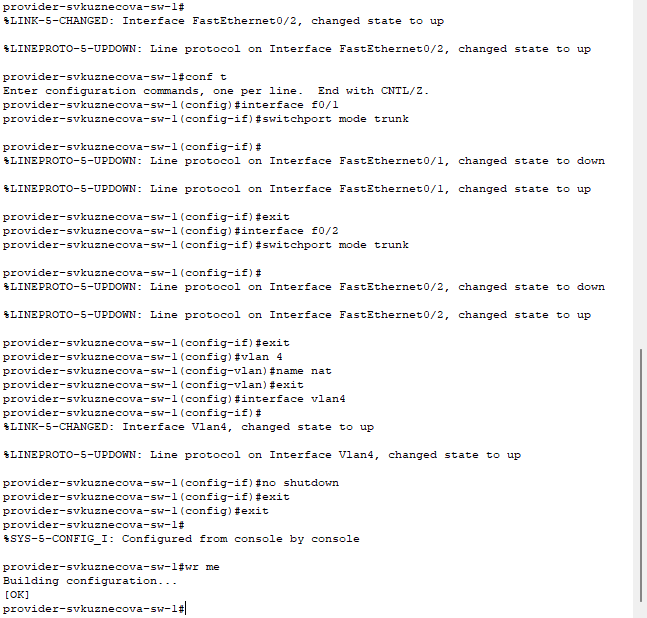 provider-svkuznecova-sw-1#
%LINK-5-CHANGED: Interface FastEthernet0/2, changed state to up
%LINEPROTO-5-UPDOWN: Line protocol on Interface FastEthernet0/2, changed state to up
provider-svkuznecova-sw-1#conf t
Enter configuration commands, one per line.  End with CNTL/Z.
provider-svkuznecova-sw-1(config)#interface f0/1
provider-svkuznecova-sw-1(config-if)#switchport mode trunk
provider-svkuznecova-sw-1(config-if)#
%LINEPROTO-5-UPDOWN: Line protocol on Interface FastEthernet0/1, changed state to down
%LINEPROTO-5-UPDOWN: Line protocol on Interface FastEthernet0/1, changed state to up
provider-svkuznecova-sw-1(config-if)#exit
provider-svkuznecova-sw-1(config)#interface f0/2
provider-svkuznecova-sw-1(config-if)#switchport mode trunk
provider-svkuznecova-sw-1(config-if)#
%LINEPROTO-5-UPDOWN: Line protocol on Interface FastEthernet0/2, changed state to down
%LINEPROTO-5-UPDOWN: Line protocol on Interface FastEthernet0/2, changed state to up
provider-svkuznecova-sw-1(config-if)#exit
provider-svkuznecova-sw-1(config)#vlan 4
provider-svkuznecova-sw-1(config-vlan)#name nat
provider-svkuznecova-sw-1(config-vlan)#exit
provider-svkuznecova-sw-1(config)#interface vlan4
provider-svkuznecova-sw-1(config-if)#
%LINK-5-CHANGED: Interface Vlan4, changed state to up
%LINEPROTO-5-UPDOWN: Line protocol on Interface Vlan4, changed state to up
provider-svkuznecova-sw-1(config-if)#no shutdown
provider-svkuznecova-sw-1(config-if)#exit
provider-svkuznecova-sw-1(config)#exit
provider-svkuznecova-sw-1#
%SYS-5-CONFIG_I: Configured from console by console
provider-svkuznecova-sw-1#wr me
Building configuration...
[OK]
provider-svkuznecova-sw-1#